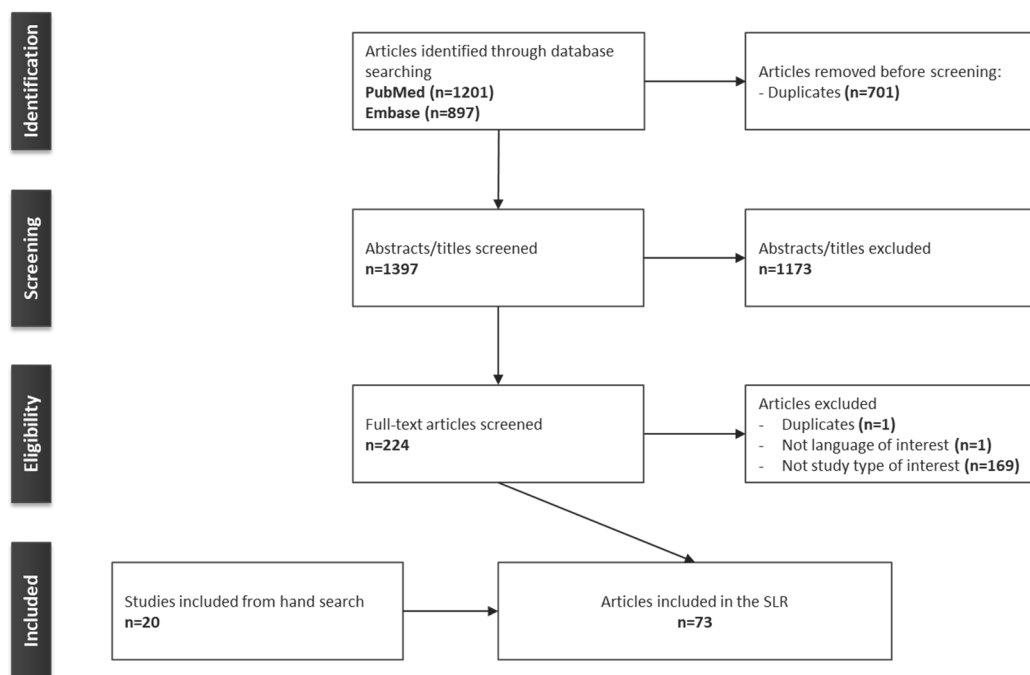 Identification
Articles identified through database
searching
PubMed (n=1201)
Embase (n=897)
Articles removed before screening:
- Duplicates (n=701)
Screening
Abstracts/titles screened
n=1397
Abstracts/titles excluded
n=1173
Eligibility
Full-text articles screened
n=224
Articles excluded
- Duplicates (n=1)
- Not language of interest (n=1)
- Not study type of interest (n=169)
Included
Studies included from hand search
n=20
Articles included in the SLR
n=73